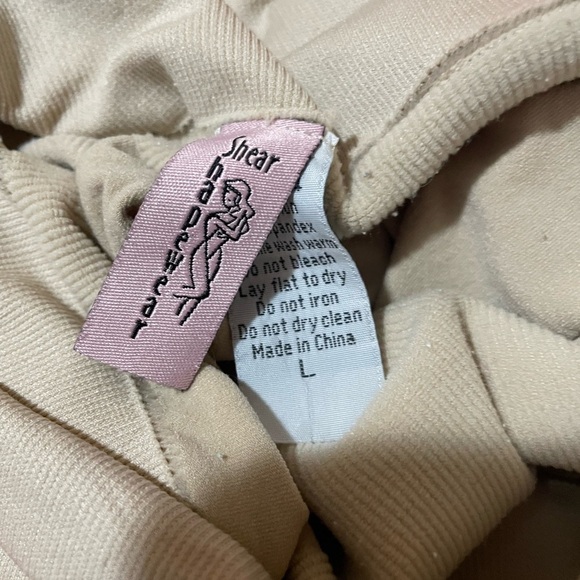 Shear
Shapewear
pandex
wash warm
Do not bleach
Lay flat to dry
Do not iron
Do not dry clean
Made in China
L